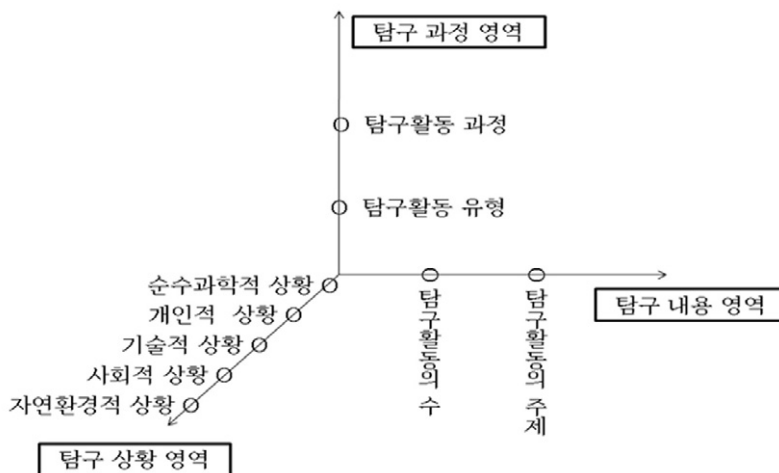 탐구 과정 영역
탐구활동 과정
탐구활동 유형
순수과학적 상황
개인적 상황
기술적 상황
사회적 상황
자연환경적 상황
탐구 상황 영역
탐구활동의 수
탐구활동의 주제
탐구 내용 영역